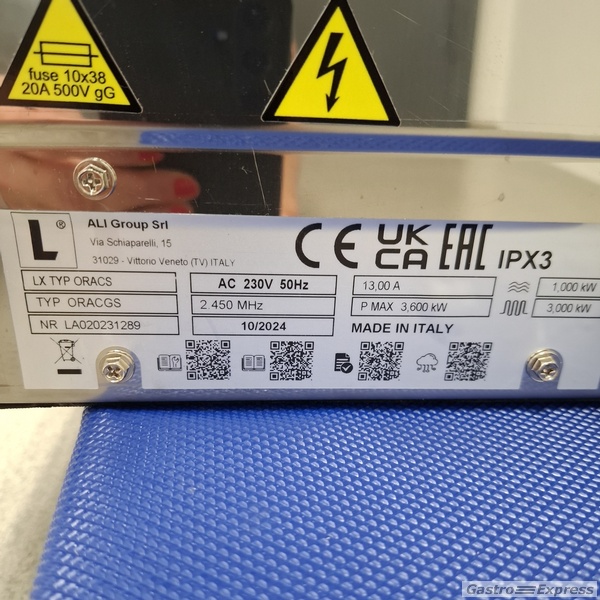 fuse 10x38
20A 500V gG
L®
ALI Group Srl
Via Schiaparelli, 15
31029 - Vittorio Veneto (TV) ITALY
CE UK CA EAC IPX3
LX TYP ORACS
TYP ORACGS
NR LA020231289
AC 230V 50Hz
2.450 MHz
10/2024
13,00 A
1,000 kW
P MAX 3,600 kW
3,000 kW
MADE IN ITALY
Gastro Express